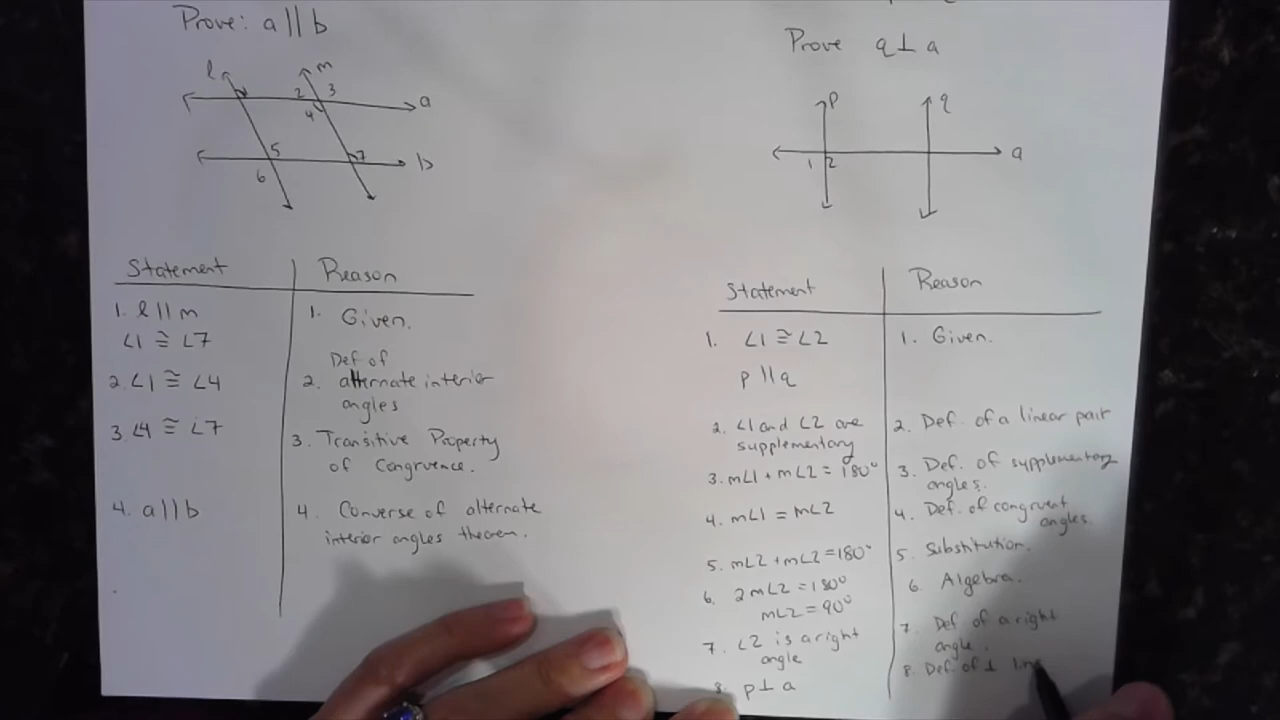 Prove: a || b
l
m
2 3
a
4
5
7
b
6
Statement
Reason
1. l || m
1. Given.
∠1 ≅ ∠7
Def of
2. ∠1 ≅ ∠4
2. alternate interior
angles
3. ∠4 ≅ ∠7
3. Transitive Property
of Congruence.
4. a || b
4. Converse of alternate
interior angles theorem.
Prove q ⊥ a
p
q
a
1 2
Statement
Reason
1. ∠1 ≅ ∠2
1. Given.
p || q
2. ∠1 and ∠2 are
supplementary
2. Def. of a linear pair
3. m∠1 + m∠2 = 180°
3. Def. of supplementary
angles.
4. m∠1 = m∠2
4. Def. of congruent
angles.
5. m∠2 + m∠2 = 180°
5. Substitution.
6. 2m∠2 = 180°
m∠2 = 90°
6. Algebra.
7. ∠2 is a right
angle
7. Def of a right
angle.
8. p ⊥ a
8. Def. of ⊥